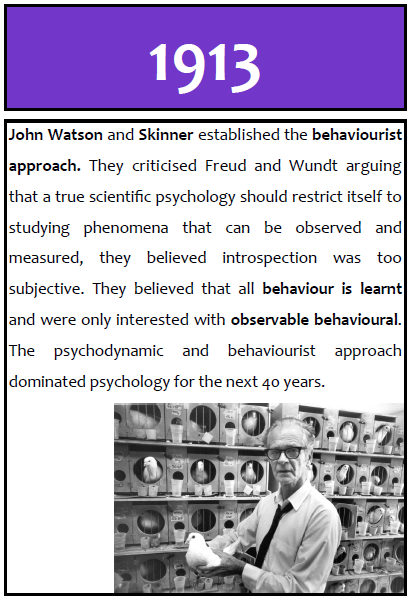 1913
John Watson and Skinner established the behaviourist
approach. They criticised Freud and Wundt arguing
that a true scientific psychology should restrict itself to
studying phenomena that can be observed and
measured, they believed introspection was too
subjective. They believed that all behaviour is learnt
and were only interested with observable behavioural.
The psychodynamic and behaviourist approach
dominated psychology for the next 40 years.